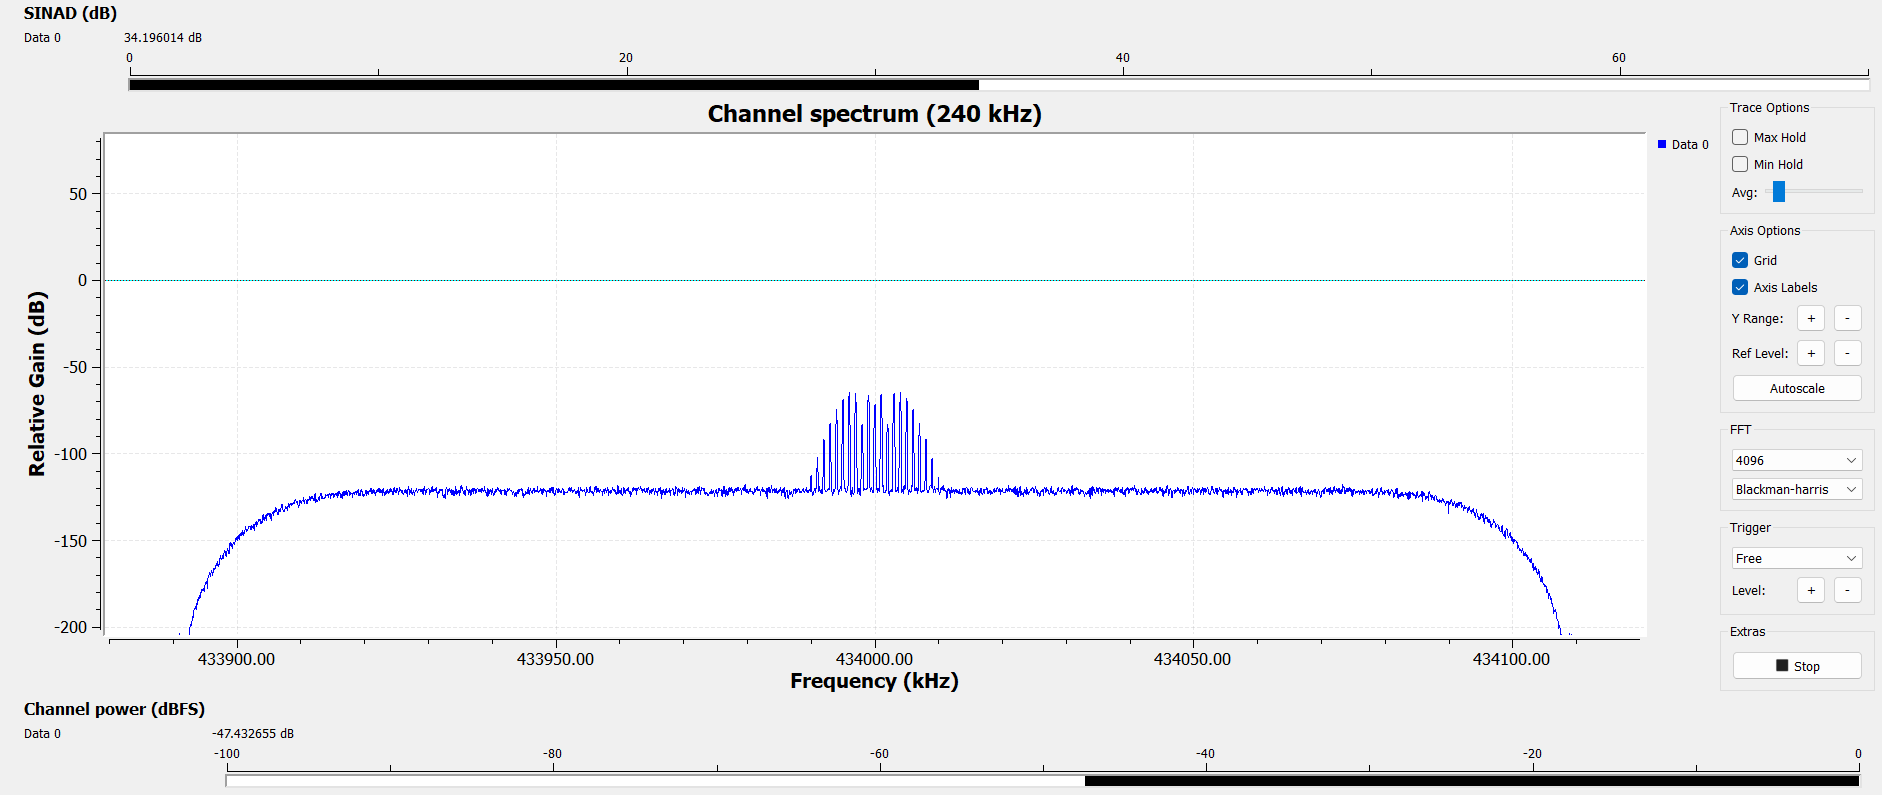 SINAD (dB)
Data 0 34.196014 dB
0 20 40 60
Channel spectrum (240 kHz)
Data 0
Relative Gain (dB)
50
0
-50
-100
-150
-200
433900.00 433950.00 434000.00 434050.00 434100.00
Frequency (kHz)
Trace Options
Max Hold
Min Hold
Avg:
Axis Options
Grid
Axis Labels
Y Range: + -
Ref Level: + -
Autoscale
FFT
4096
Blackman-harris
Trigger
Free
Level: + -
Extras
Stop
Channel power (dBFS)
Data 0 -47.432655 dB
-100 -80 -60 -40 -20 0